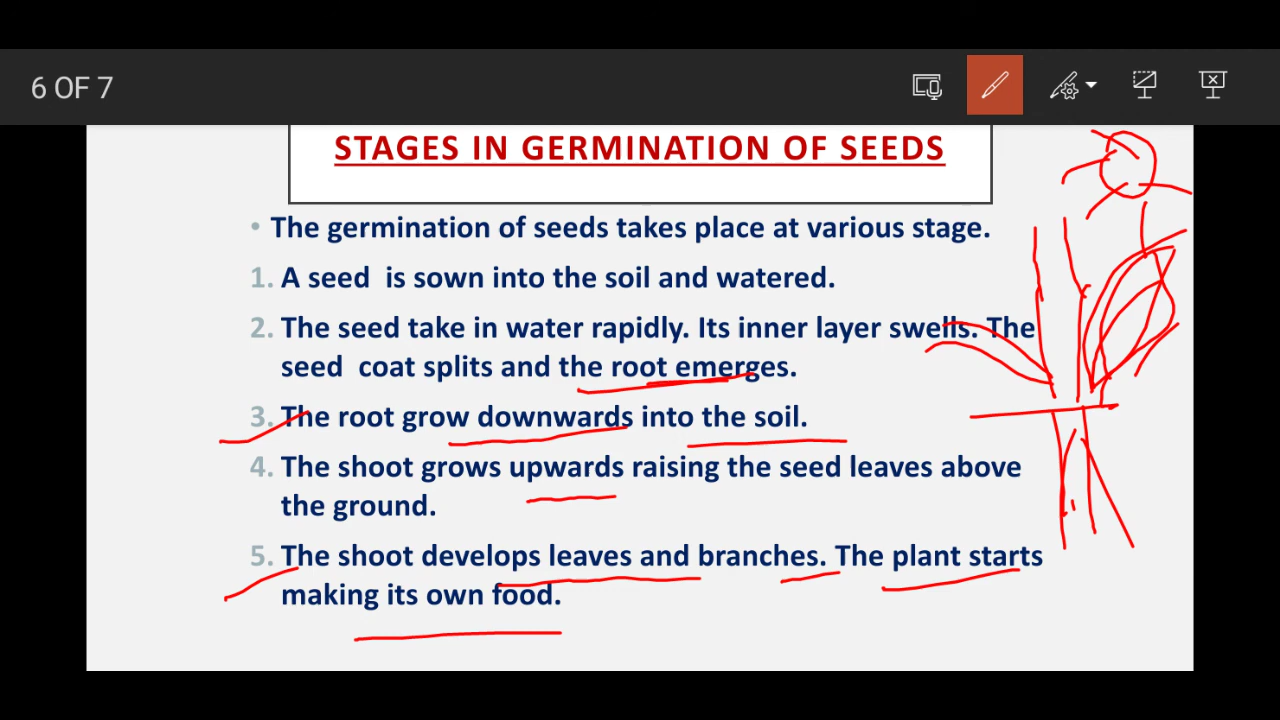 6 OF 7
STAGES IN GERMINATION OF SEEDS
• The germination of seeds takes place at various stage.
1. A seed is sown into the soil and watered.
2. The seed take in water rapidly. Its inner layer swells. The
seed coat splits and the root emerges.
3. The root grow downwards into the soil.
4. The shoot grows upwards raising the seed leaves above
the ground.
5. The shoot develops leaves and branches. The plant starts
making its own food.